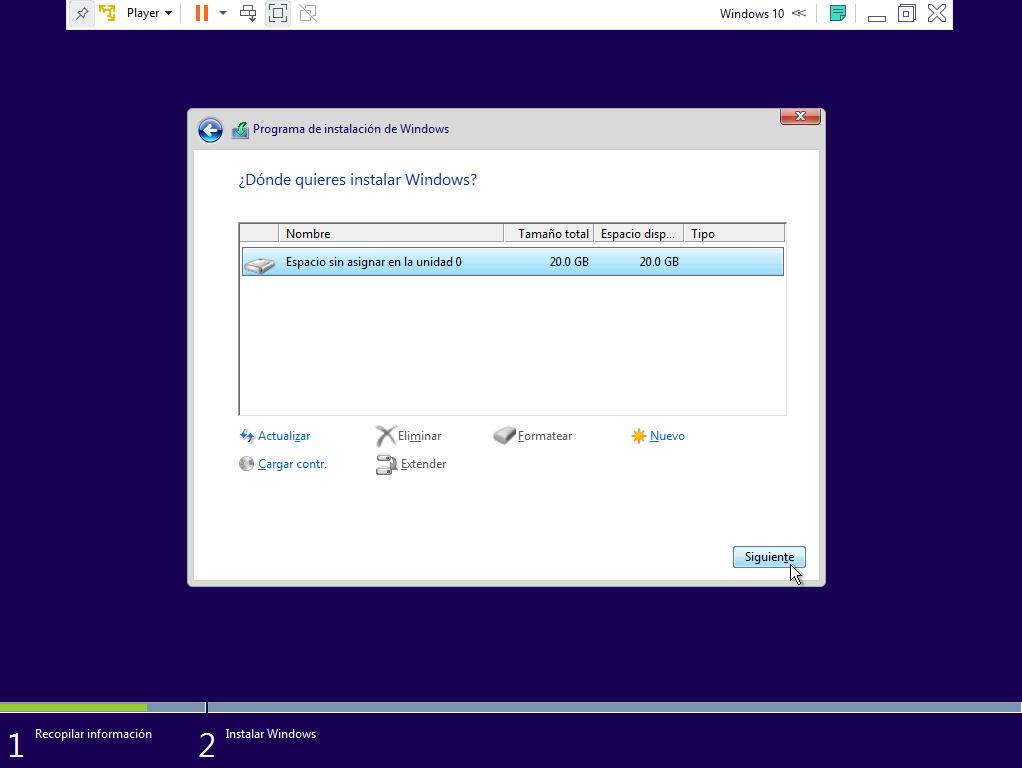 Player
Windows 10
Programa de instalación de Windows
¿Dónde quieres instalar Windows?
Nombre Tamaño total Espacio disp... Tipo
Espacio sin asignar en la unidad 0 20.0 GB 20.0 GB
Actualizar Eliminar Formatear Nuevo
Cargar contr. Extender
Siguiente
1 Recopilar información 2 Instalar Windows